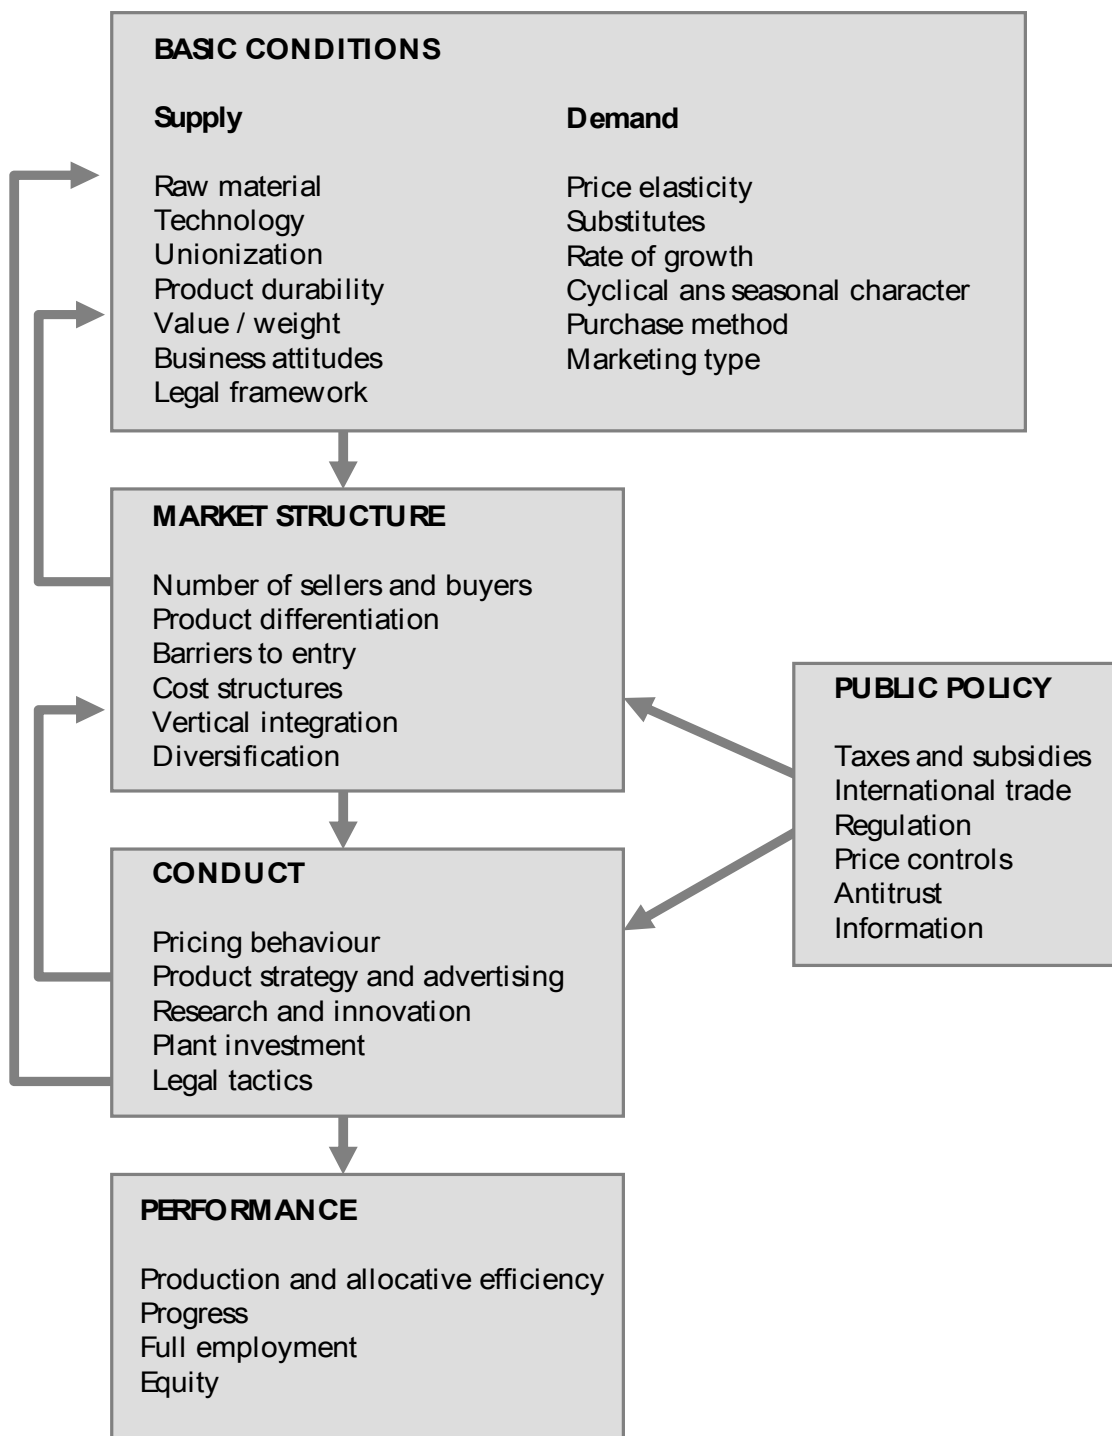 BASIC CONDITIONS
Supply
Raw material
Technology
Unionization
Product durability
Value / weight
Business attitudes
Legal framework
Demand
Price elasticity
Substitutes
Rate of growth
Cyclical ans seasonal character
Purchase method
Marketing type
MARKET STRUCTURE
Number of sellers and buyers
Product differentiation
Barriers to entry
Cost structures
Vertical integration
Diversification
PUBLIC POLICY
Taxes and subsidies
International trade
Regulation
Price controls
Antitrust
Information
CONDUCT
Pricing behaviour
Product strategy and advertising
Research and innovation
Plant investment
Legal tactics
PERFORMANCE
Production and allocative efficiency
Progress
Full employment
Equity